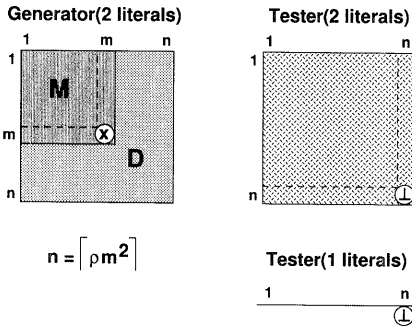 Generator(2 literals)
1 m n
1
M
m
X
D
n
n = ⌈ρm²⌉
Tester(2 literals)
1 n
1
n
⊥
Tester(1 literals)
1 n
⊥